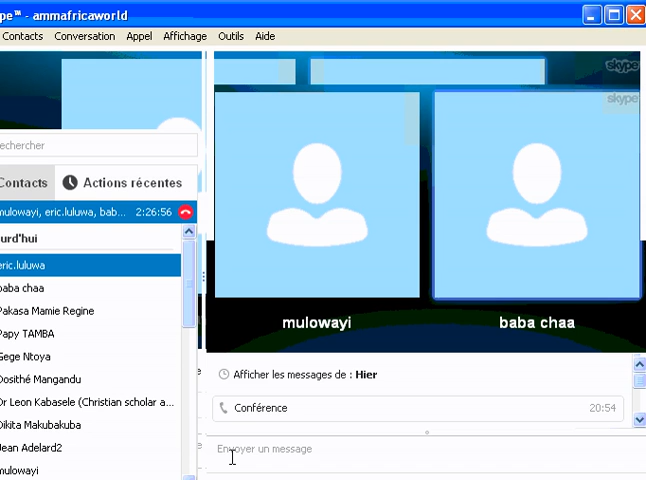 pe™ - ammafricaworld
Contacts Conversation Appel Affichage Outils Aide
skype
skype
echercher
Contacts Actions récentes
mulowayi, eric.luluwa, bab... 2:26:56
urd'hui
eric.luluwa
baba chaa
Pakasa Mamie Regine
Papy TAMBA
Gege Ntoya
Dosithé Mangandu
Dr Leon Kabasele (Christian scholar a...
Dikita Makubakuba
Jean Adelard2
mulowayi
mulowayi
baba chaa
Afficher les messages de : Hier
Conférence 20:54
Envoyer un message